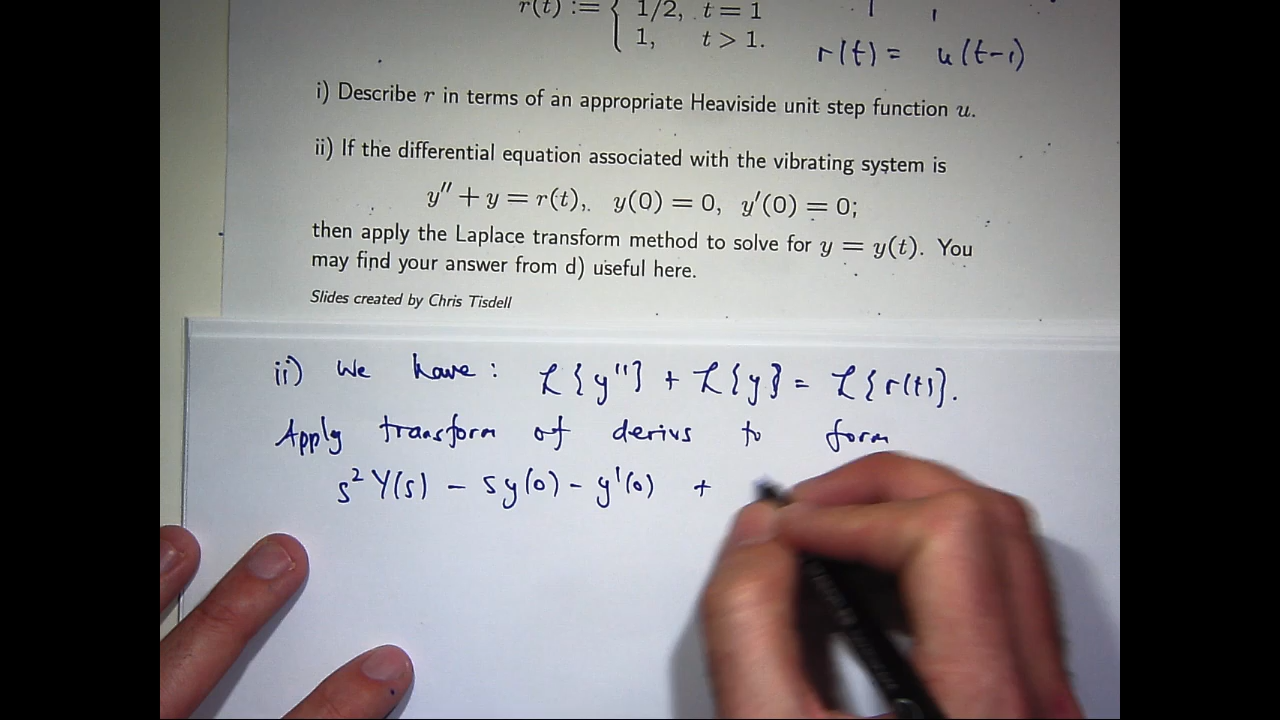 r(t) := { 1/2, t = 1
1, t > 1.
r(t) = u(t-1)
i) Describe r in terms of an appropriate Heaviside unit step function u.
ii) If the differential equation associated with the vibrating system is
y'' + y = r(t), y(0) = 0, y'(0) = 0;
then apply the Laplace transform method to solve for y = y(t). You
may find your answer from d) useful here.
Slides created by Chris Tisdell
ii) We have: ℒ{y''} + ℒ{y} = ℒ{r(t)}.
Apply transform of derivs to form
s² Y(s) - sy(0) - y'(0) +